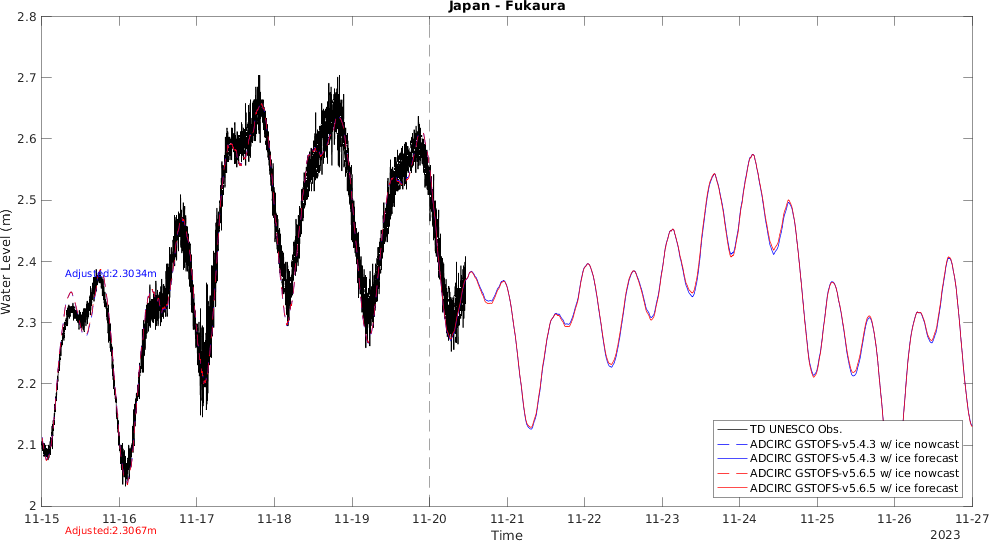 Japan - Fukaura
2.8
2.7
2.6
2.5
2.4
2.3
2.2
2.1
2
Water Level (m)
Adjusted:2.3034m
TD UNESCO Obs.
ADCIRC GSTOFS-v5.4.3 w/ ice nowcast
ADCIRC GSTOFS-v5.4.3 w/ ice forecast
ADCIRC GSTOFS-v5.6.5 w/ ice nowcast
ADCIRC GSTOFS-v5.6.5 w/ ice forecast
11-15 11-16 11-17 11-18 11-19 11-20 11-21 11-22 11-23 11-24 11-25 11-26 11-27
Adjusted:2.3067m
Time
2023